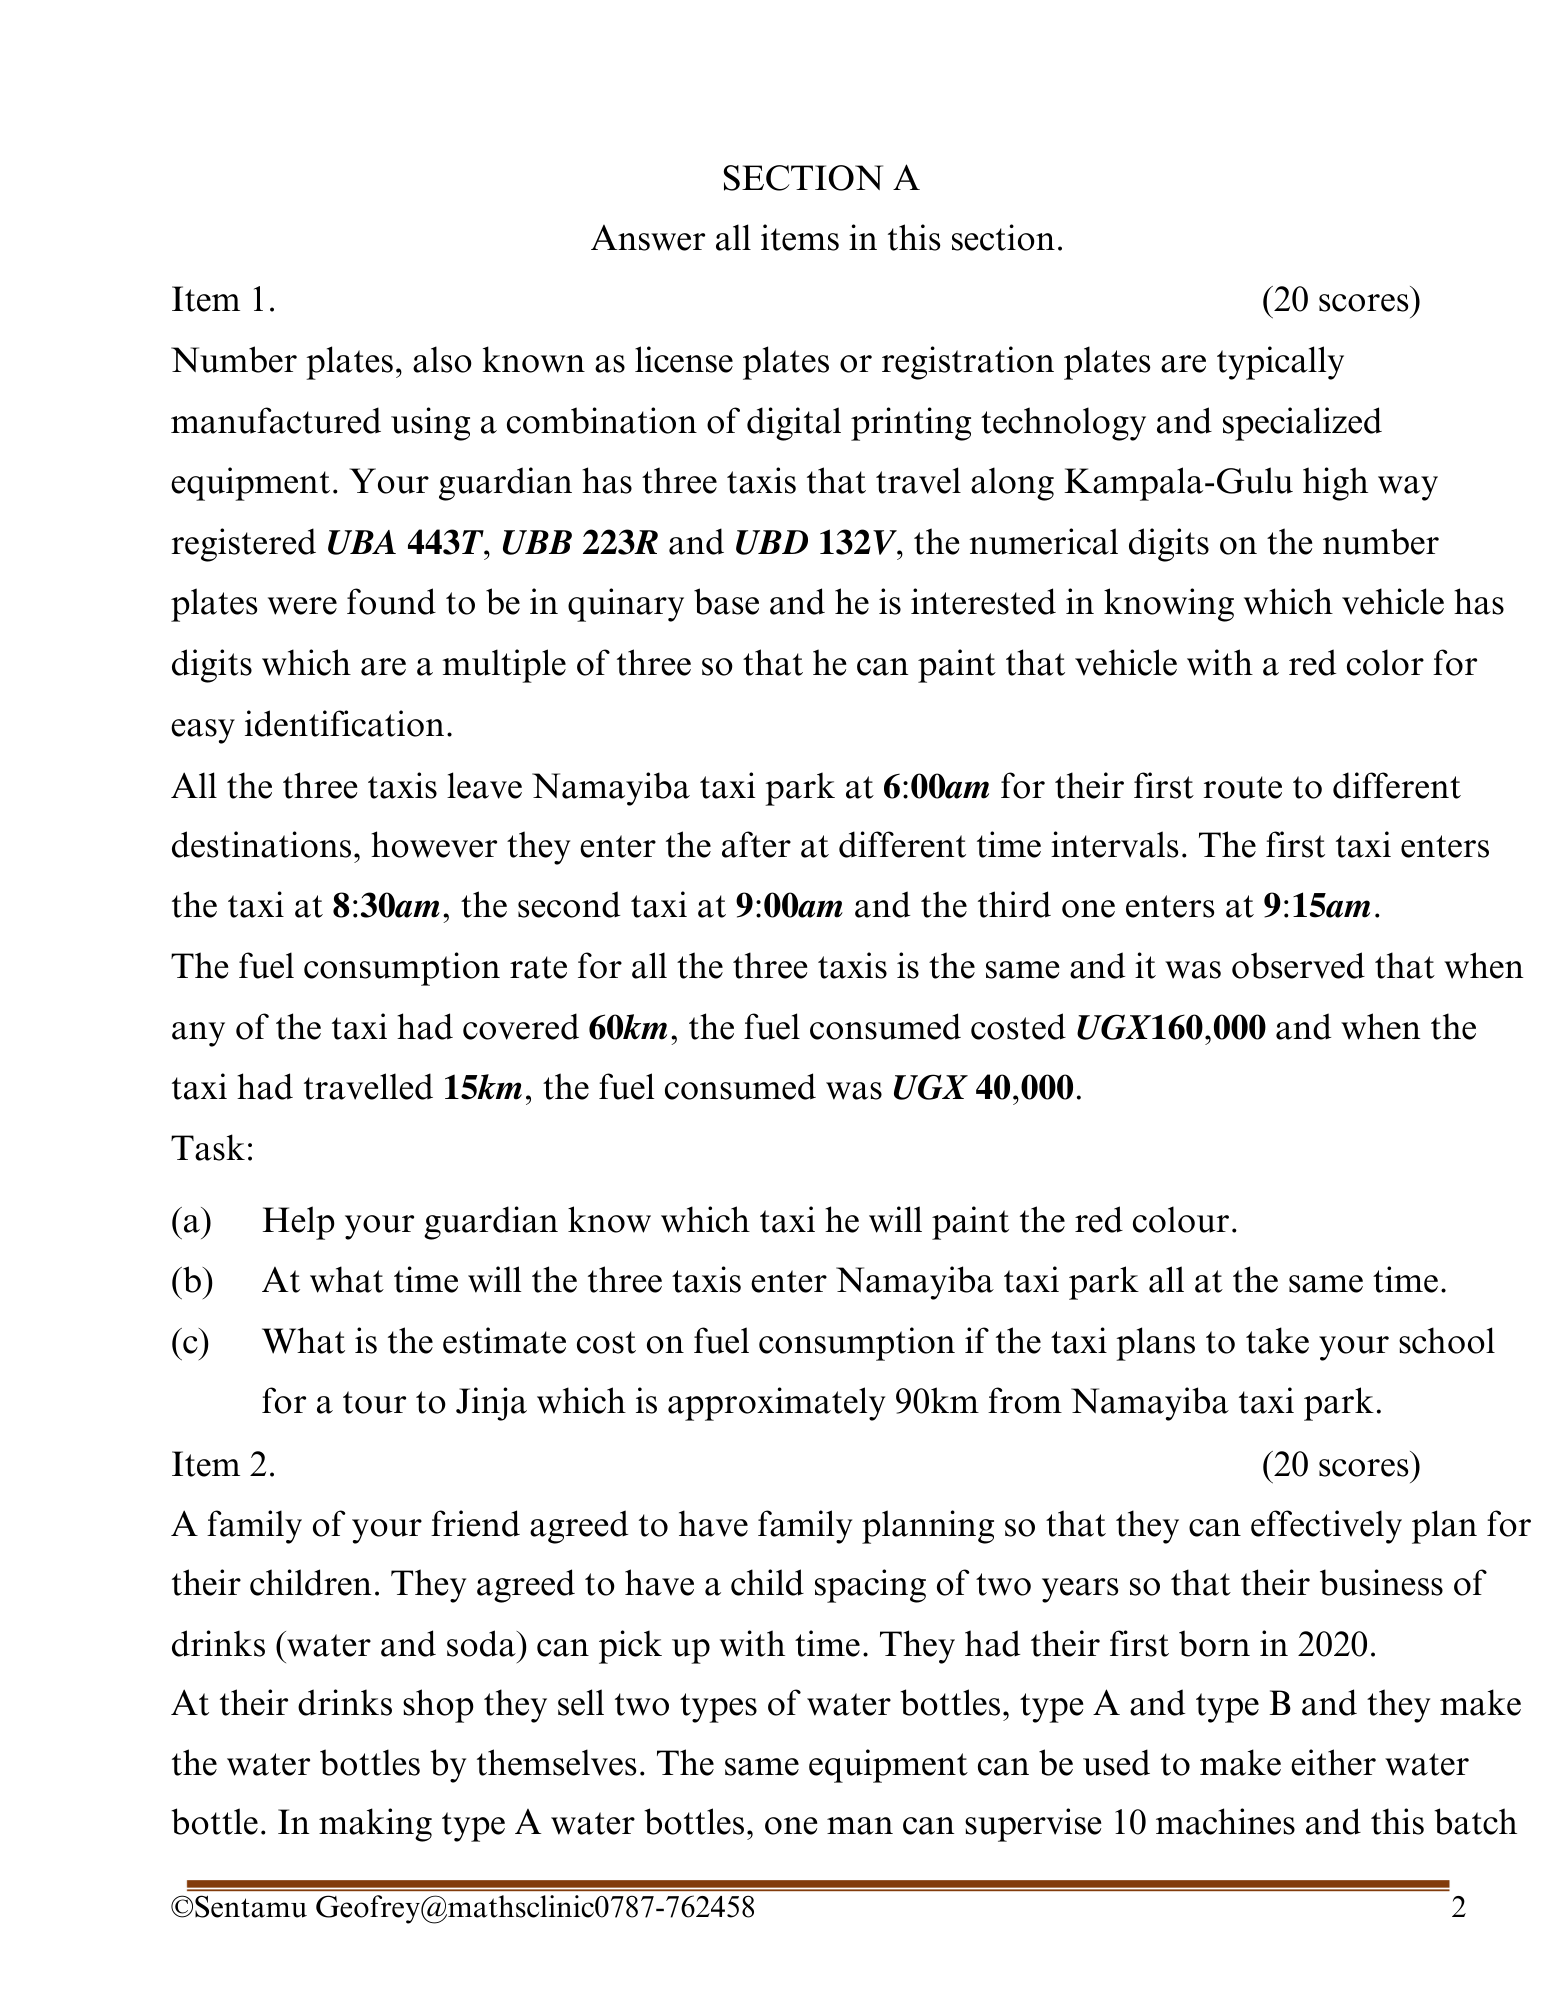 SECTION A
Answer all items in this section.
Item 1. (20 scores)
Number plates, also known as license plates or registration plates are typically
manufactured using a combination of digital printing technology and specialized
equipment. Your guardian has three taxis that travel along Kampala-Gulu high way
registered UBA 443T, UBB 223R and UBD 132V, the numerical digits on the number
plates were found to be in quinary base and he is interested in knowing which vehicle has
digits which are a multiple of three so that he can paint that vehicle with a red color for
easy identification.
All the three taxis leave Namayiba taxi park at 6:00am for their first route to different
destinations, however they enter the after at different time intervals. The first taxi enters
the taxi at 8:30am, the second taxi at 9:00am and the third one enters at 9:15am.
The fuel consumption rate for all the three taxis is the same and it was observed that when
any of the taxi had covered 60km, the fuel consumed costed UGX160,000 and when the
taxi had travelled 15km, the fuel consumed was UGX 40,000.
Task:
(a) Help your guardian know which taxi he will paint the red colour.
(b) At what time will the three taxis enter Namayiba taxi park all at the same time.
(c) What is the estimate cost on fuel consumption if the taxi plans to take your school
for a tour to Jinja which is approximately 90km from Namayiba taxi park.
Item 2. (20 scores)
A family of your friend agreed to have family planning so that they can effectively plan for
their children. They agreed to have a child spacing of two years so that their business of
drinks (water and soda) can pick up with time. They had their first born in 2020.
At their drinks shop they sell two types of water bottles, type A and type B and they make
the water bottles by themselves. The same equipment can be used to make either water
bottle. In making type A water bottles, one man can supervise 10 machines and this batch
©Sentamu Geofrey@mathsclinic0787-762458 2